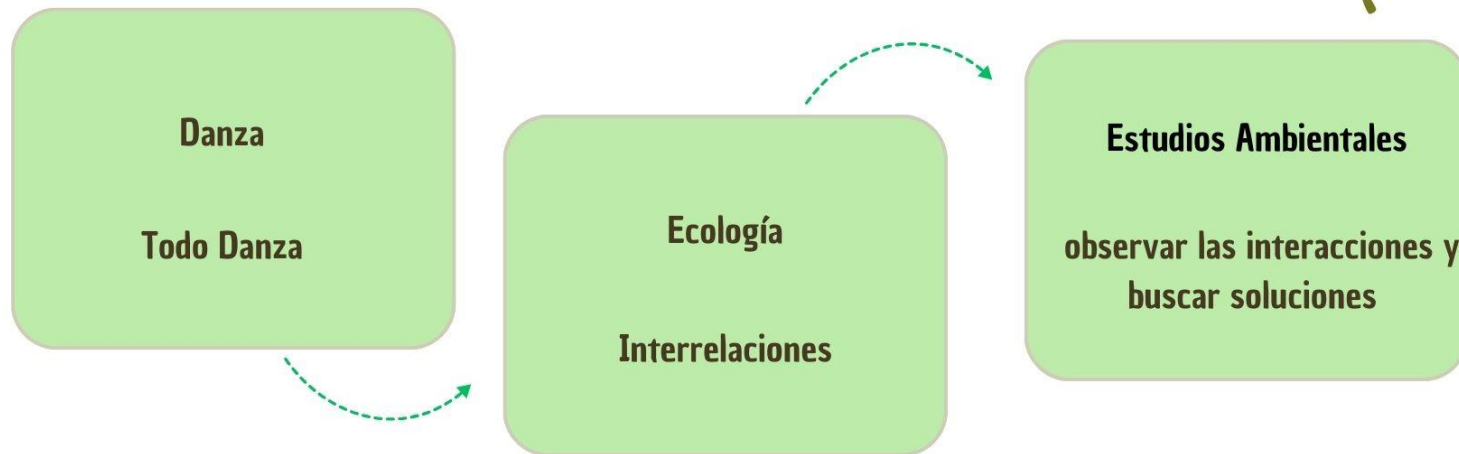 Danza
Todo Danza
Ecología
Interrelaciones
Estudios Ambientales
observar las interacciones y
buscar soluciones